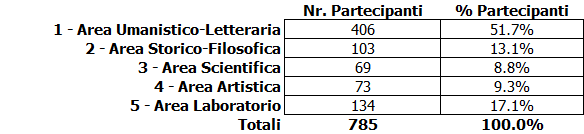 Nr. Partecipanti % Partecipanti
1 - Area Umanistico-Letteraria 406 51.7%
2 - Area Storico-Filosofica 103 13.1%
3 - Area Scientifica 69 8.8%
4 - Area Artistica 73 9.3%
5 - Area Laboratorio 134 17.1%
Totali 785 100.0%